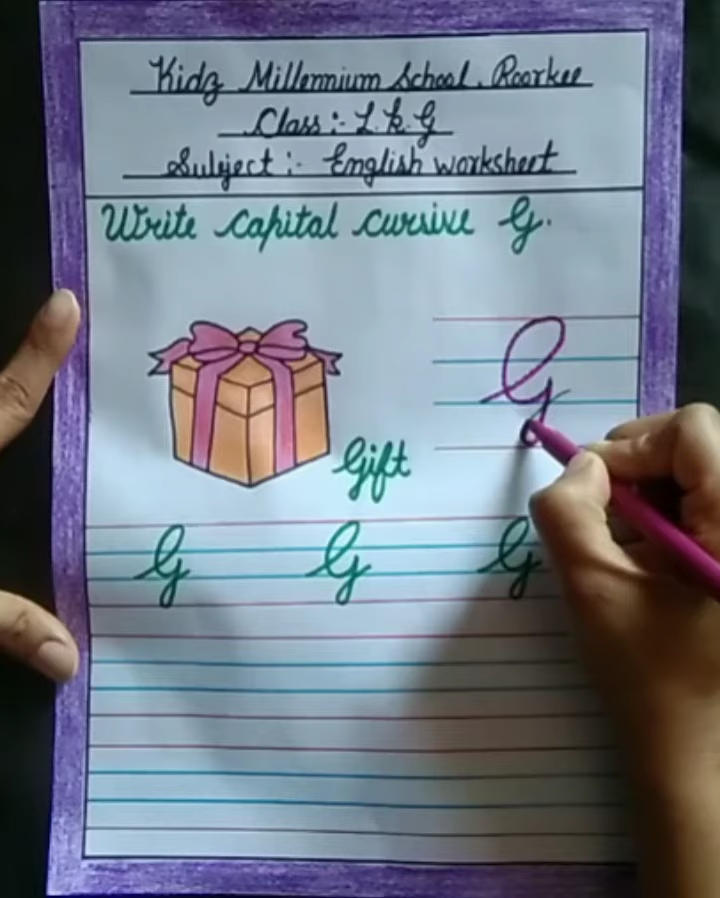 Kidz Millennium School, Roorkee
Class :- L.K.G
Subject :- English worksheet
Write capital cursive G.
G
Gift
G G G